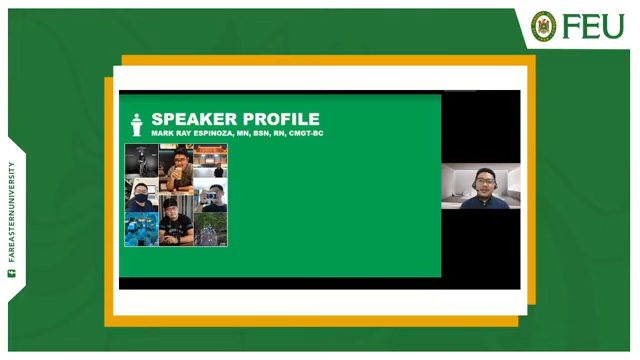 FEU
SPEAKER PROFILE
MARK RAY ESPINOZA, MN, BSN, RN, CMGT-BC
FAREASTERNUNIVERSITY